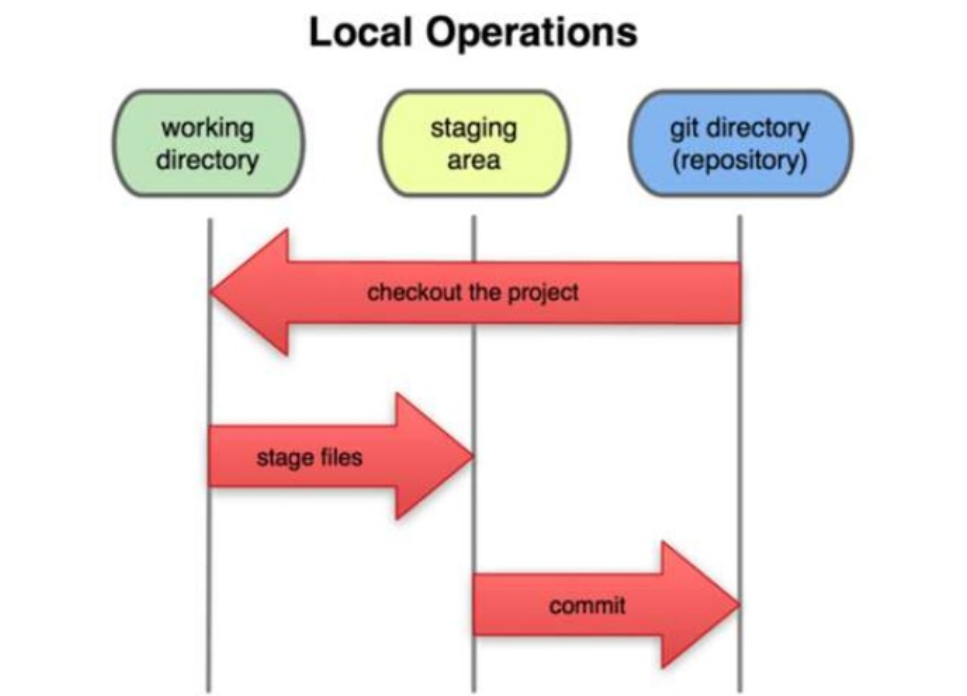 Local Operations
working
directory
staging
area
git directory
(repository)
checkout the project
stage files
commit